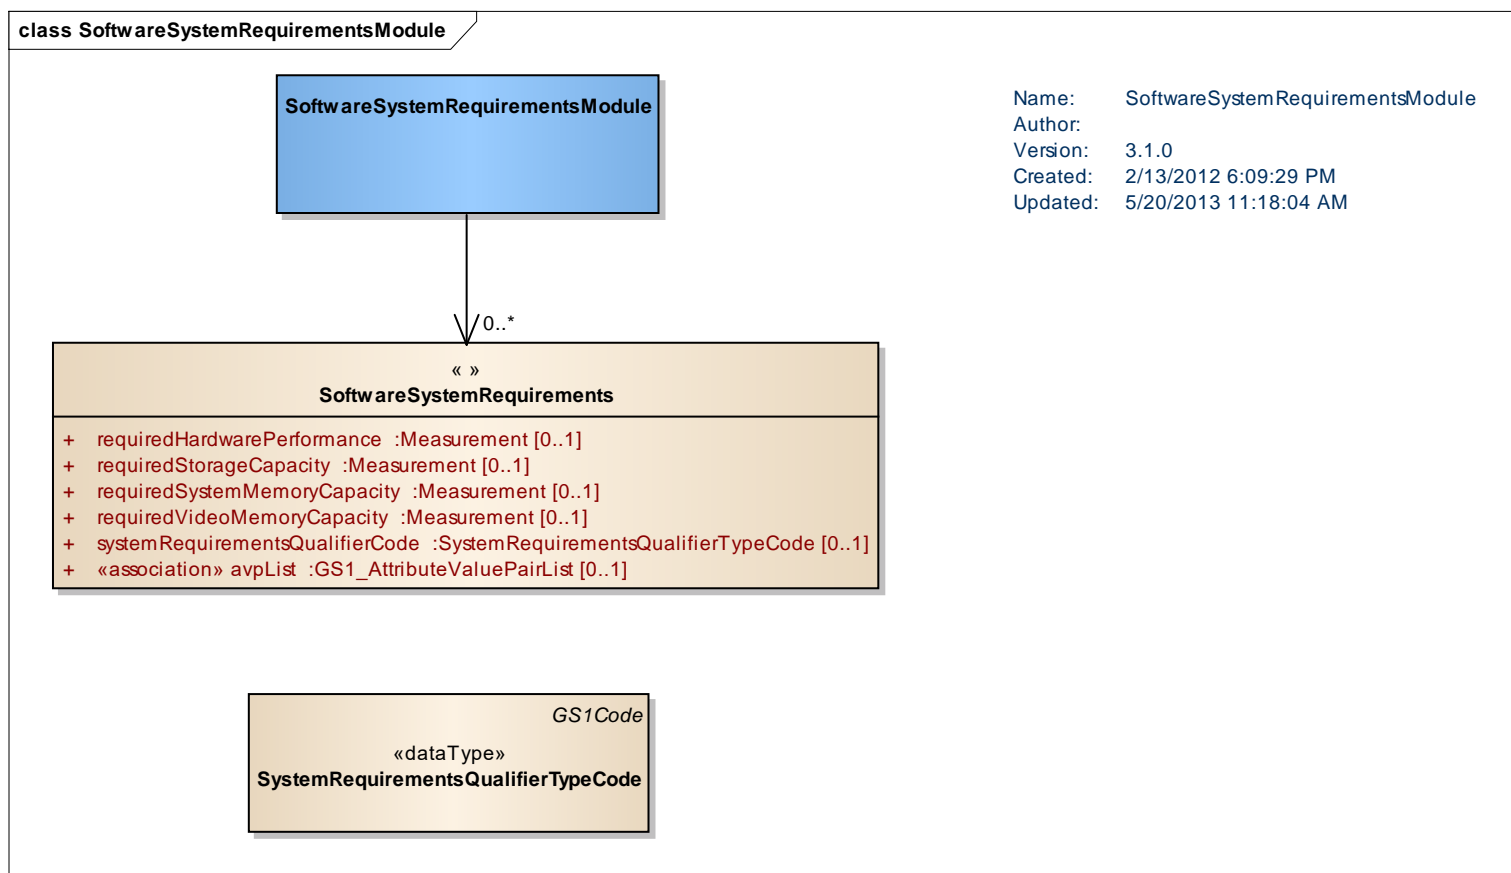 class SoftwareSystemRequirementsModule
SoftwareSystemRequirementsModule
Name: SoftwareSystemRequirementsModule
Author:
Version: 3.1.0
Created: 2/13/2012 6:09:29 PM
Updated: 5/20/2013 11:18:04 AM
0..*
« »
SoftwareSystemRequirements
+ requiredHardwarePerformance :Measurement [0..1]
+ requiredStorageCapacity :Measurement [0..1]
+ requiredSystemMemoryCapacity :Measurement [0..1]
+ requiredVideoMemoryCapacity :Measurement [0..1]
+ systemRequirementsQualifierCode :SystemRequirementsQualifierTypeCode [0..1]
+ «association» avpList :GS1_AttributeValuePairList [0..1]
GS1Code
«dataType»
SystemRequirementsQualifierTypeCode